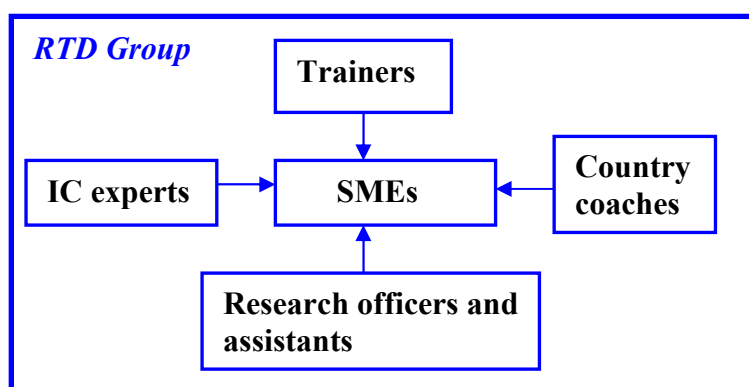 RTD Group
Trainers
IC experts
SMEs
Country
coaches
Research officers and
assistants